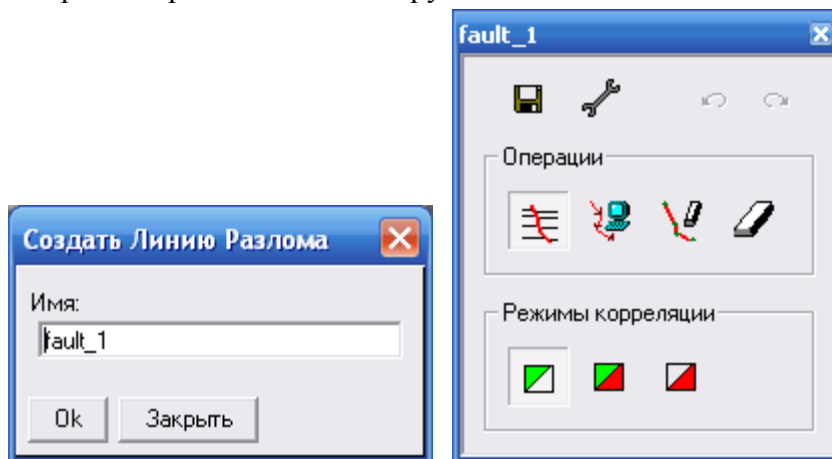 fault_1
Операции
Создать Линию Разлома
Имя:
fault_1
Режимы корреляции
Ok
Закрыть